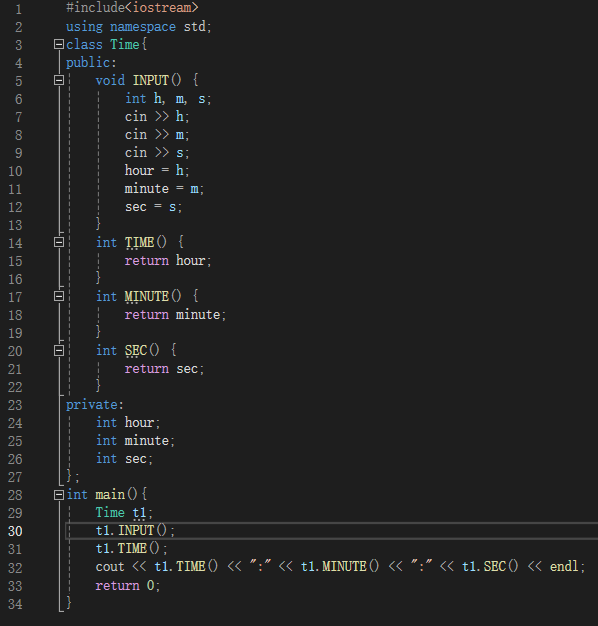 1 #include<iostream>
2 using namespace std;
3 class Time{
4 public:
5 void INPUT() {
6 int h, m, s;
7 cin >> h;
8 cin >> m;
9 cin >> s;
10 hour = h;
11 minute = m;
12 sec = s;
13 }
14 int TIME() {
15 return hour;
16 }
17 int MINUTE() {
18 return minute;
19 }
20 int SEC() {
21 return sec;
22 }
23 private:
24 int hour;
25 int minute;
26 int sec;
27 };
28 int main(){
29 Time t1;
30 t1.INPUT();
31 t1.TIME();
32 cout << t1.TIME() << ":" << t1.MINUTE() << ":" << t1.SEC() << endl;
33 return 0;
34 }